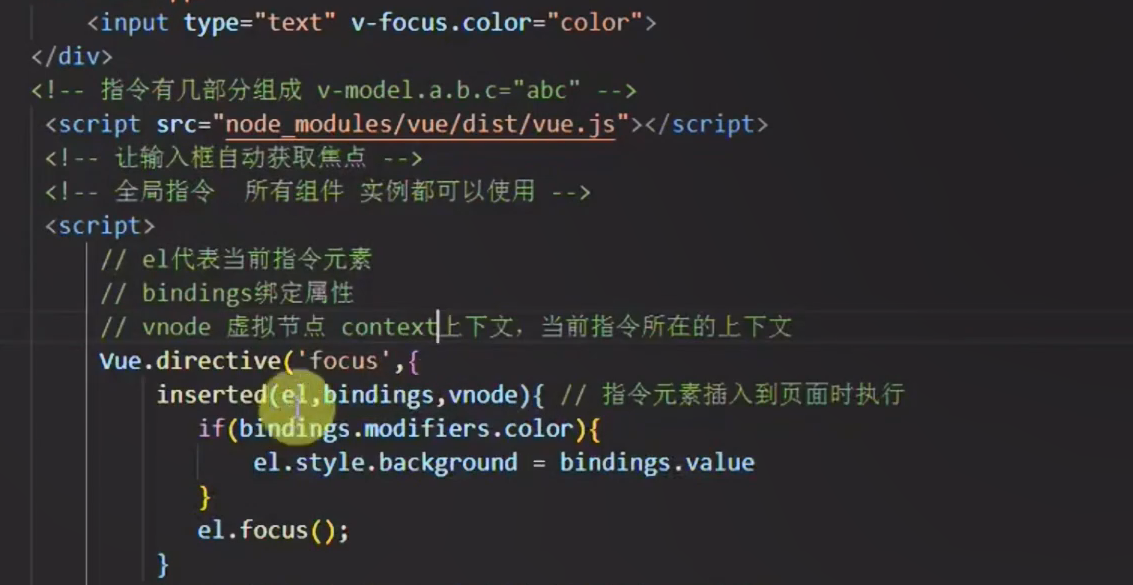 <input type="text" v-focus.color="color">
</div>
<!-- 指令有几部分组成 v-model.a.b.c="abc" -->
<script src="node_modules/vue/dist/vue.js"></script>
<!-- 让输入框自动获取焦点 -->
<!-- 全局指令  所有组件 实例都可以使用 -->
<script>
// el代表当前指令元素
// bindings绑定属性
// vnode 虚拟节点 context上下文，当前指令所在的上下文
Vue.directive('focus',{
inserted(el,bindings,vnode){ // 指令元素插入到页面时执行
if(bindings.modifiers.color){
el.style.background = bindings.value
}
el.focus();
}